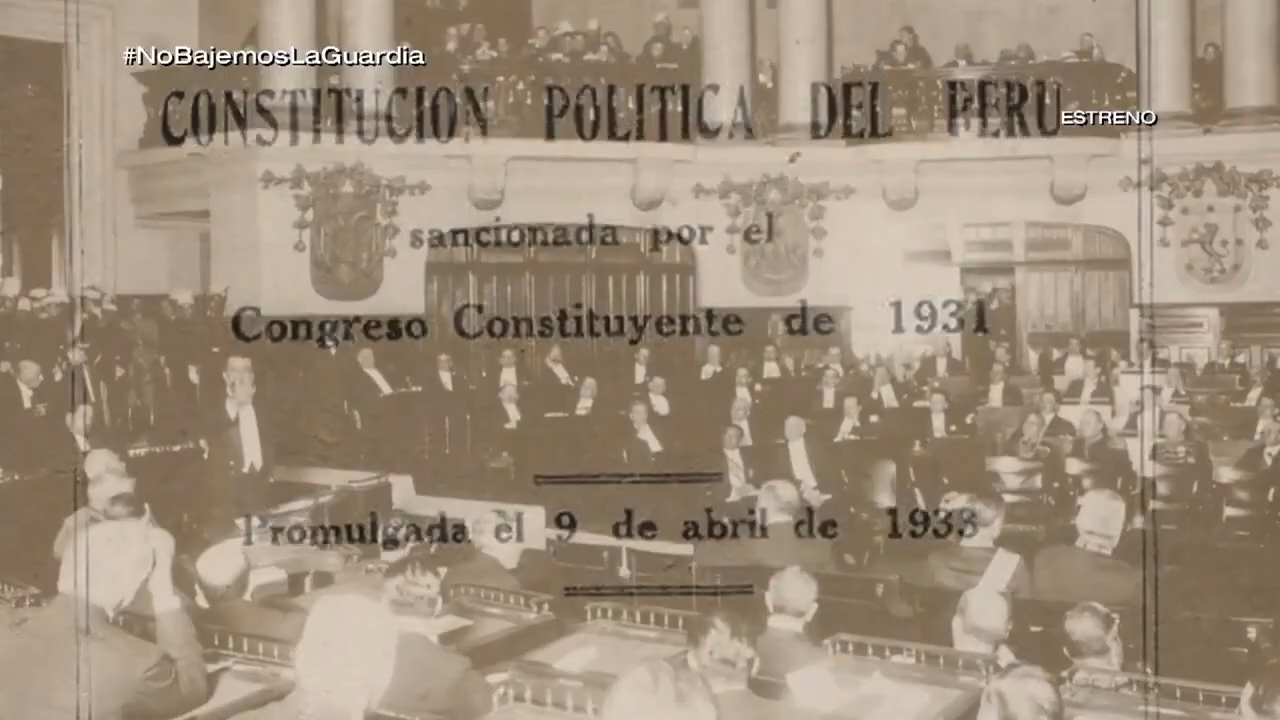 #NoBajemosLaGuardia
CONSTITUCION POLITICA DEL PERU
ESTRENO
sancionada por el
Congreso Constituyente de 1931
Promulgada el 9 de abril de 1933